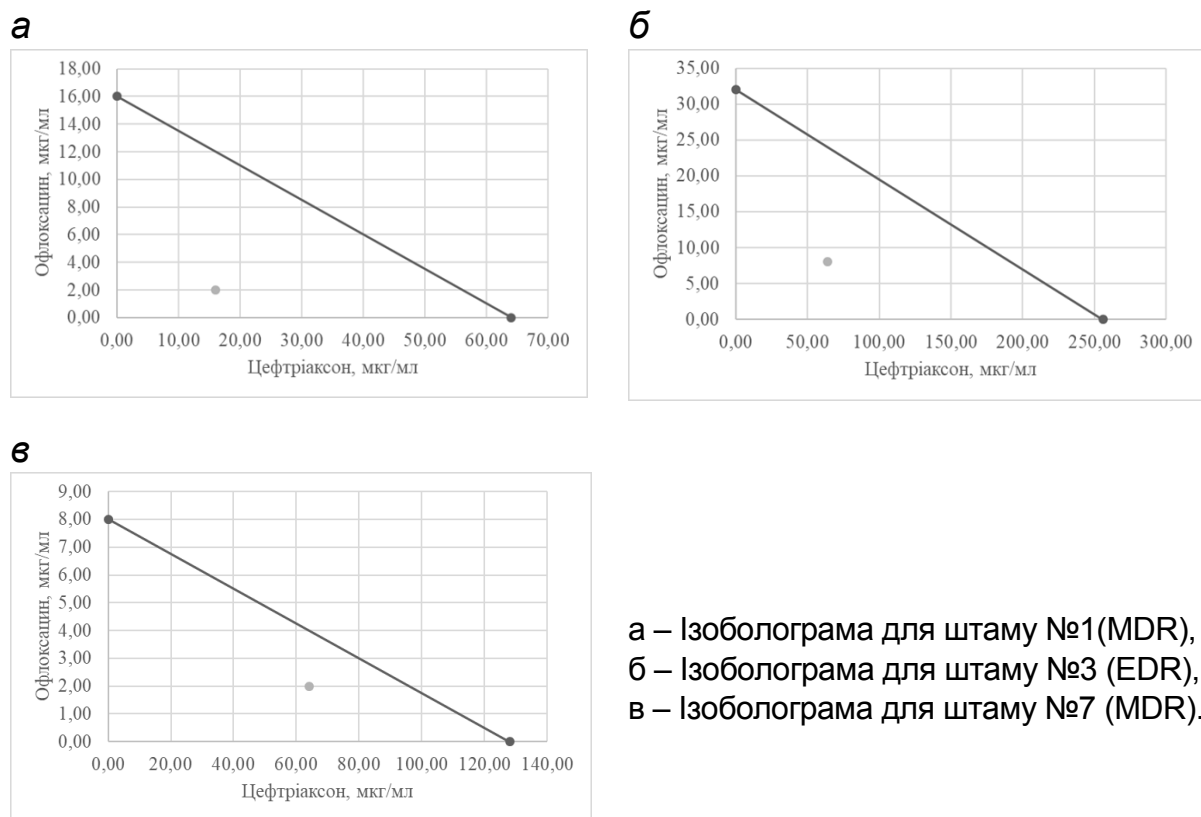 а
18,00
16,00
14,00
12,00
10,00
8,00
6,00
4,00
2,00
0,00
Офлоксацин, мкг/мл
0,00 10,00 20,00 30,00 40,00 50,00 60,00 70,00
Цефтріаксон, мкг/мл
б
35,00
30,00
25,00
20,00
15,00
10,00
5,00
0,00
Офлоксацин, мкг/мл
0,00 50,00 100,00 150,00 200,00 250,00 300,00
Цефтріаксон, мкг/мл
в
9,00
8,00
7,00
6,00
5,00
4,00
3,00
2,00
1,00
0,00
Офлоксацин, мкг/мл
0,00 20,00 40,00 60,00 80,00 100,00 120,00 140,00
Цефтріаксон, мкг/мл
а – Ізоболограма для штаму №1(MDR),
б – Ізоболограма для штаму №3 (EDR),
в – Ізоболограма для штаму №7 (MDR).